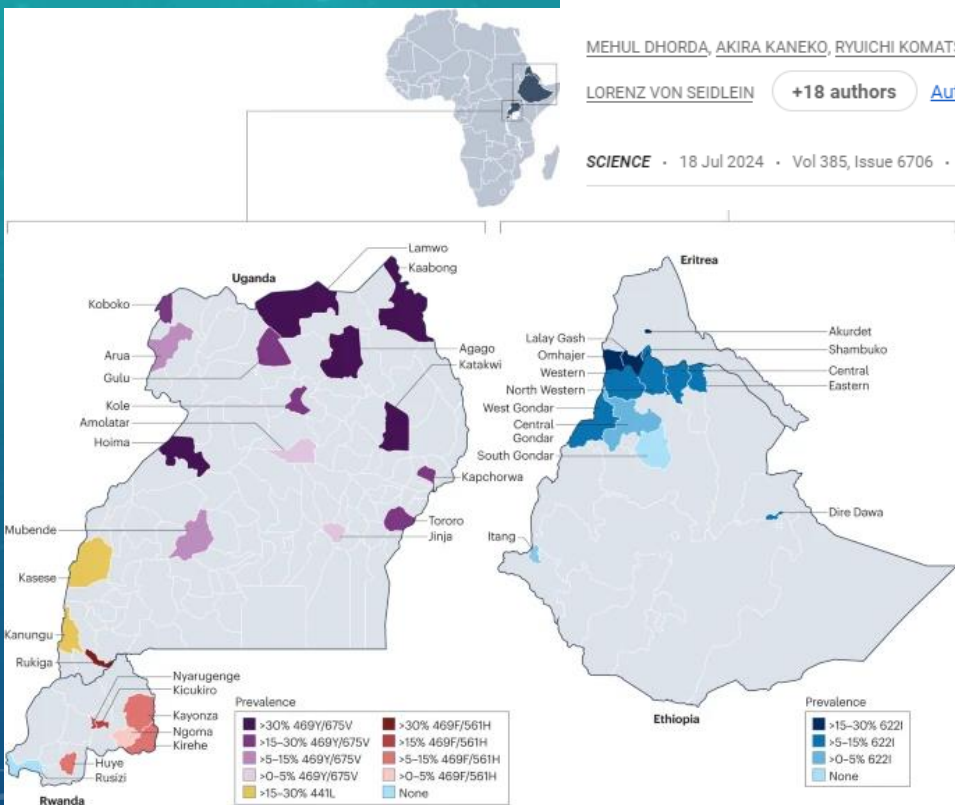 MEHUL DHORDA, AKIRA KANEKO, RYUICHI
LORENZ VON SEIDLEIN +18 authors
SCIENCE · 18 Jul 2024 · Vol 385, Issue 6706 ·
Uganda
Lamwo
Kaabong
Koboko
Arua
Gulu
Agago
Katakwi
Kole
Amolatar
Hoima
Kapchorwa
Mubende
Tororo
Jinja
Kasese
Kanungu
Rukiga
Nyarugenge
Kicukiro
Kayonza
Ngoma
Kirehe
Huye
Rusizi
Rwanda
Prevalence
>30% 469Y/675V
>15–30% 469Y/675V
>5–15% 469Y/675V
>0–5% 469Y/675V
>15–30% 441L
>30% 469F/561H
>15% 469F/561H
>5–15% 469F/561H
>0–5% 469F/561H
None
Eritrea
Lalay Gash
Omhajer
Western
North Western
West Gondar
Central
Gondar
South Gondar
Akurdet
Shambuko
Central
Eastern
Dire Dawa
Itang
Ethiopia
Prevalence
>15–30% 622I
>5–15% 622I
>0–5% 622I
None